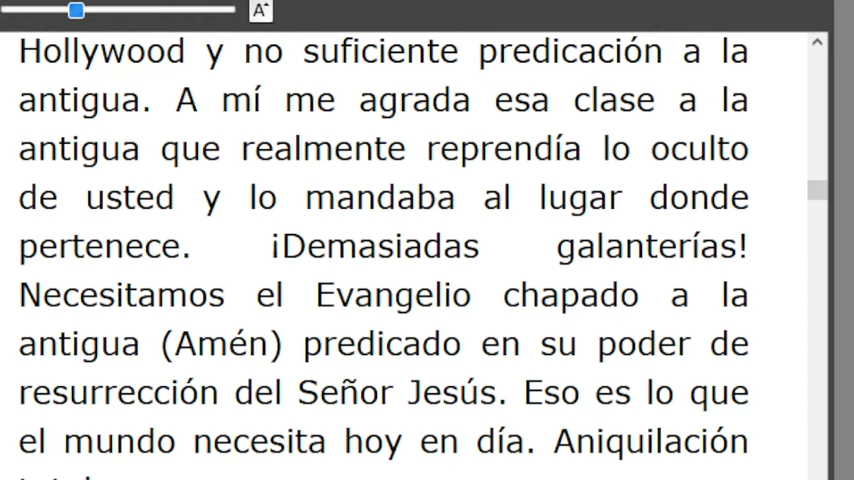 A
Hollywood y no suficiente predicación a la
antigua. A mí me agrada esa clase a la
antigua que realmente reprendía lo oculto
de usted y lo mandaba al lugar donde
pertenece. ¡Demasiadas galanterías!
Necesitamos el Evangelio chapado a la
antigua (Amén) predicado en su poder de
resurrección del Señor Jesús. Eso es lo que
el mundo necesita hoy en día. Aniquilación